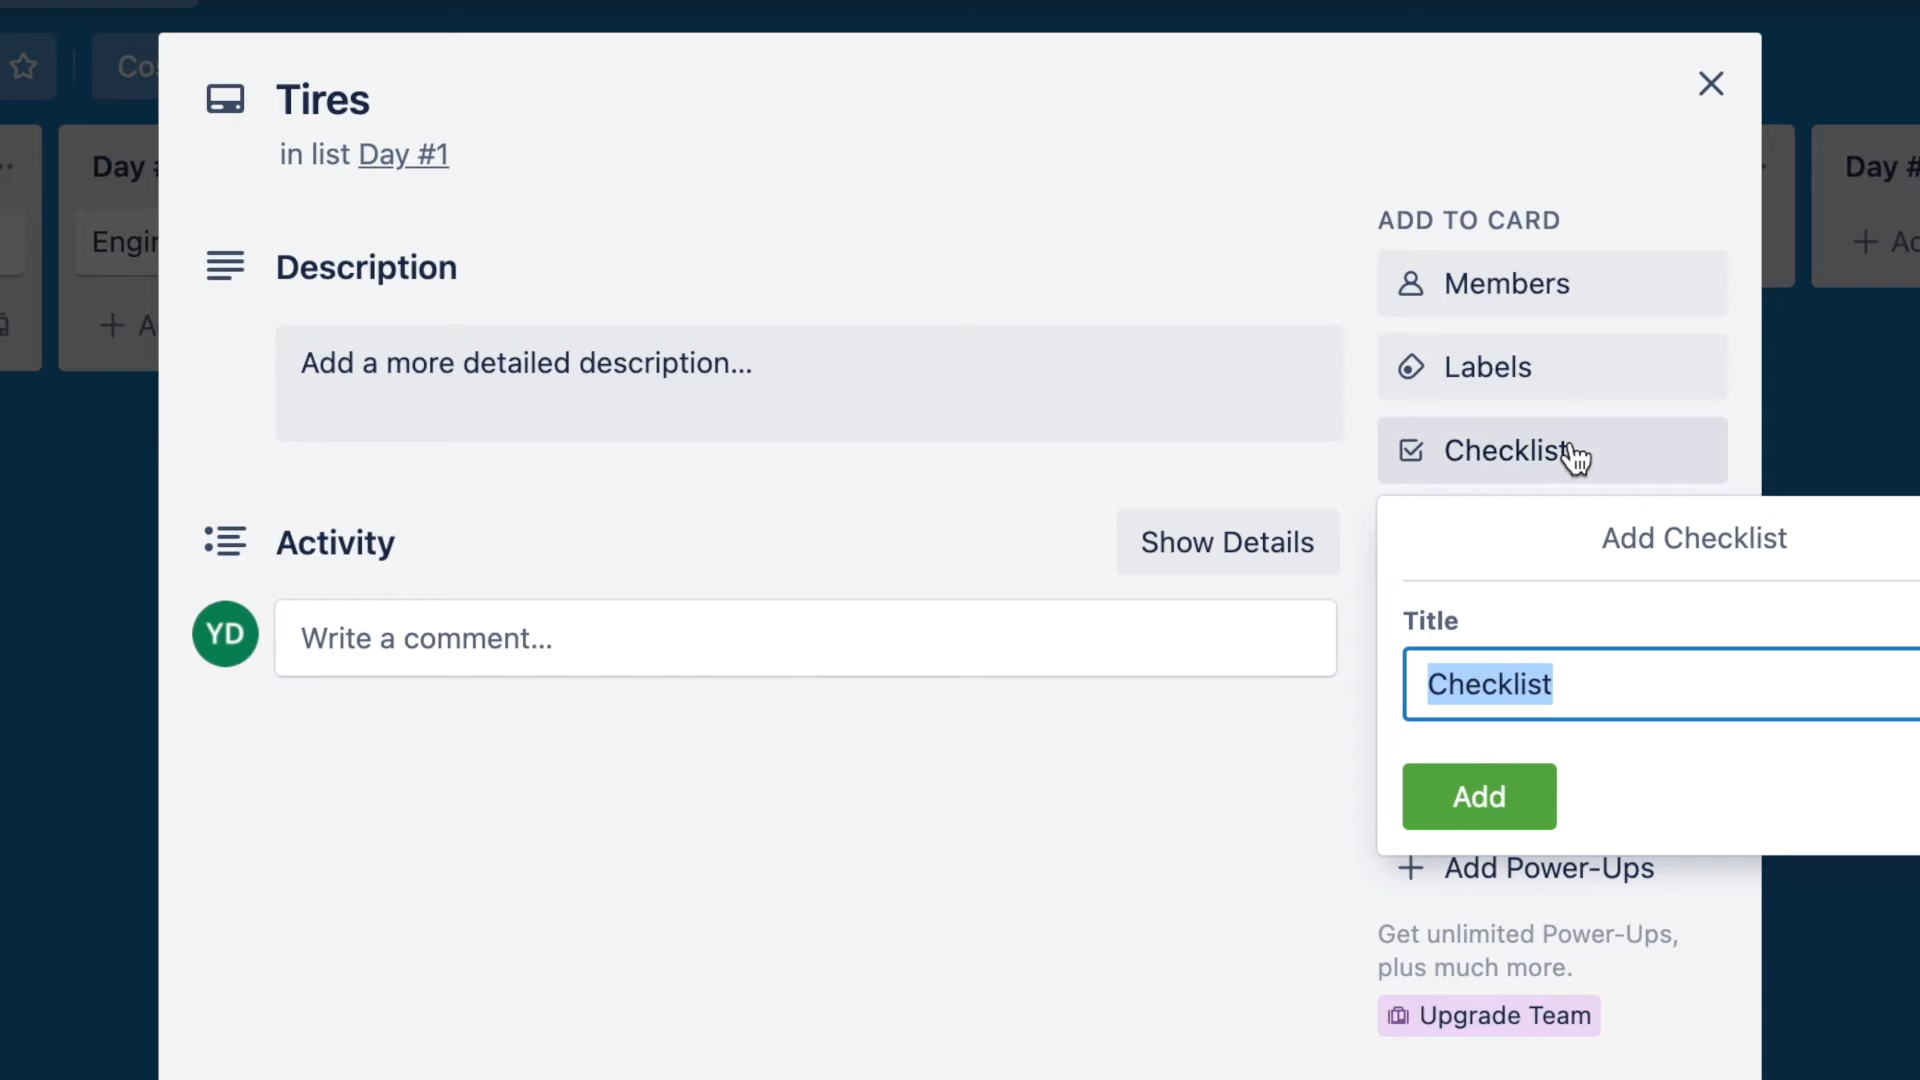 Tires
in list Day #1
Description
Add a more detailed description...
Activity
Show Details
YD
Write a comment...
ADD TO CARD
Members
Labels
Checklist
Add Checklist
Title
Checklist
Add
Add Power-Ups
Get unlimited Power-Ups,
plus much more.
Upgrade Team
Day
Day #